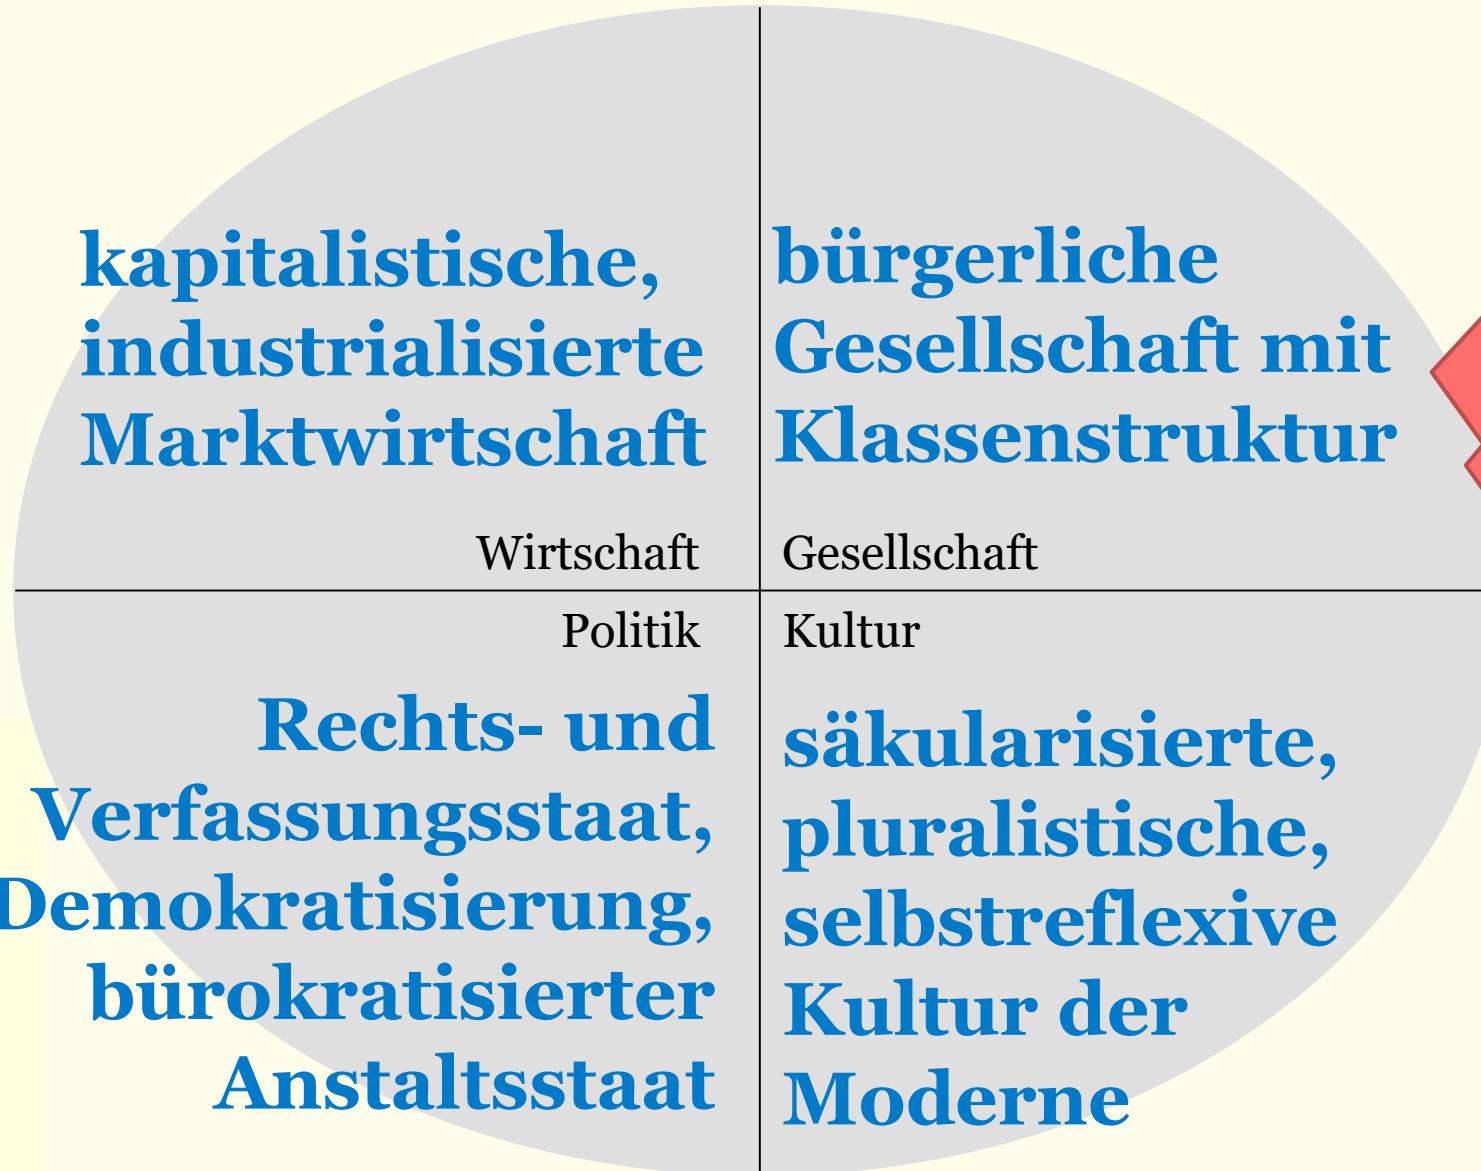 kapitalistische,
industrialisierte
Marktwirtschaft
Wirtschaft
bürgerliche
Gesellschaft mit
Klassenstruktur
Gesellschaft
Politik
Rechts- und
Verfassungsstaat,
Demokratisierung,
bürokratisierter
Anstaltsstaat
Kultur
säkularisierte,
pluralistische,
selbstreflexive
Kultur der
Moderne